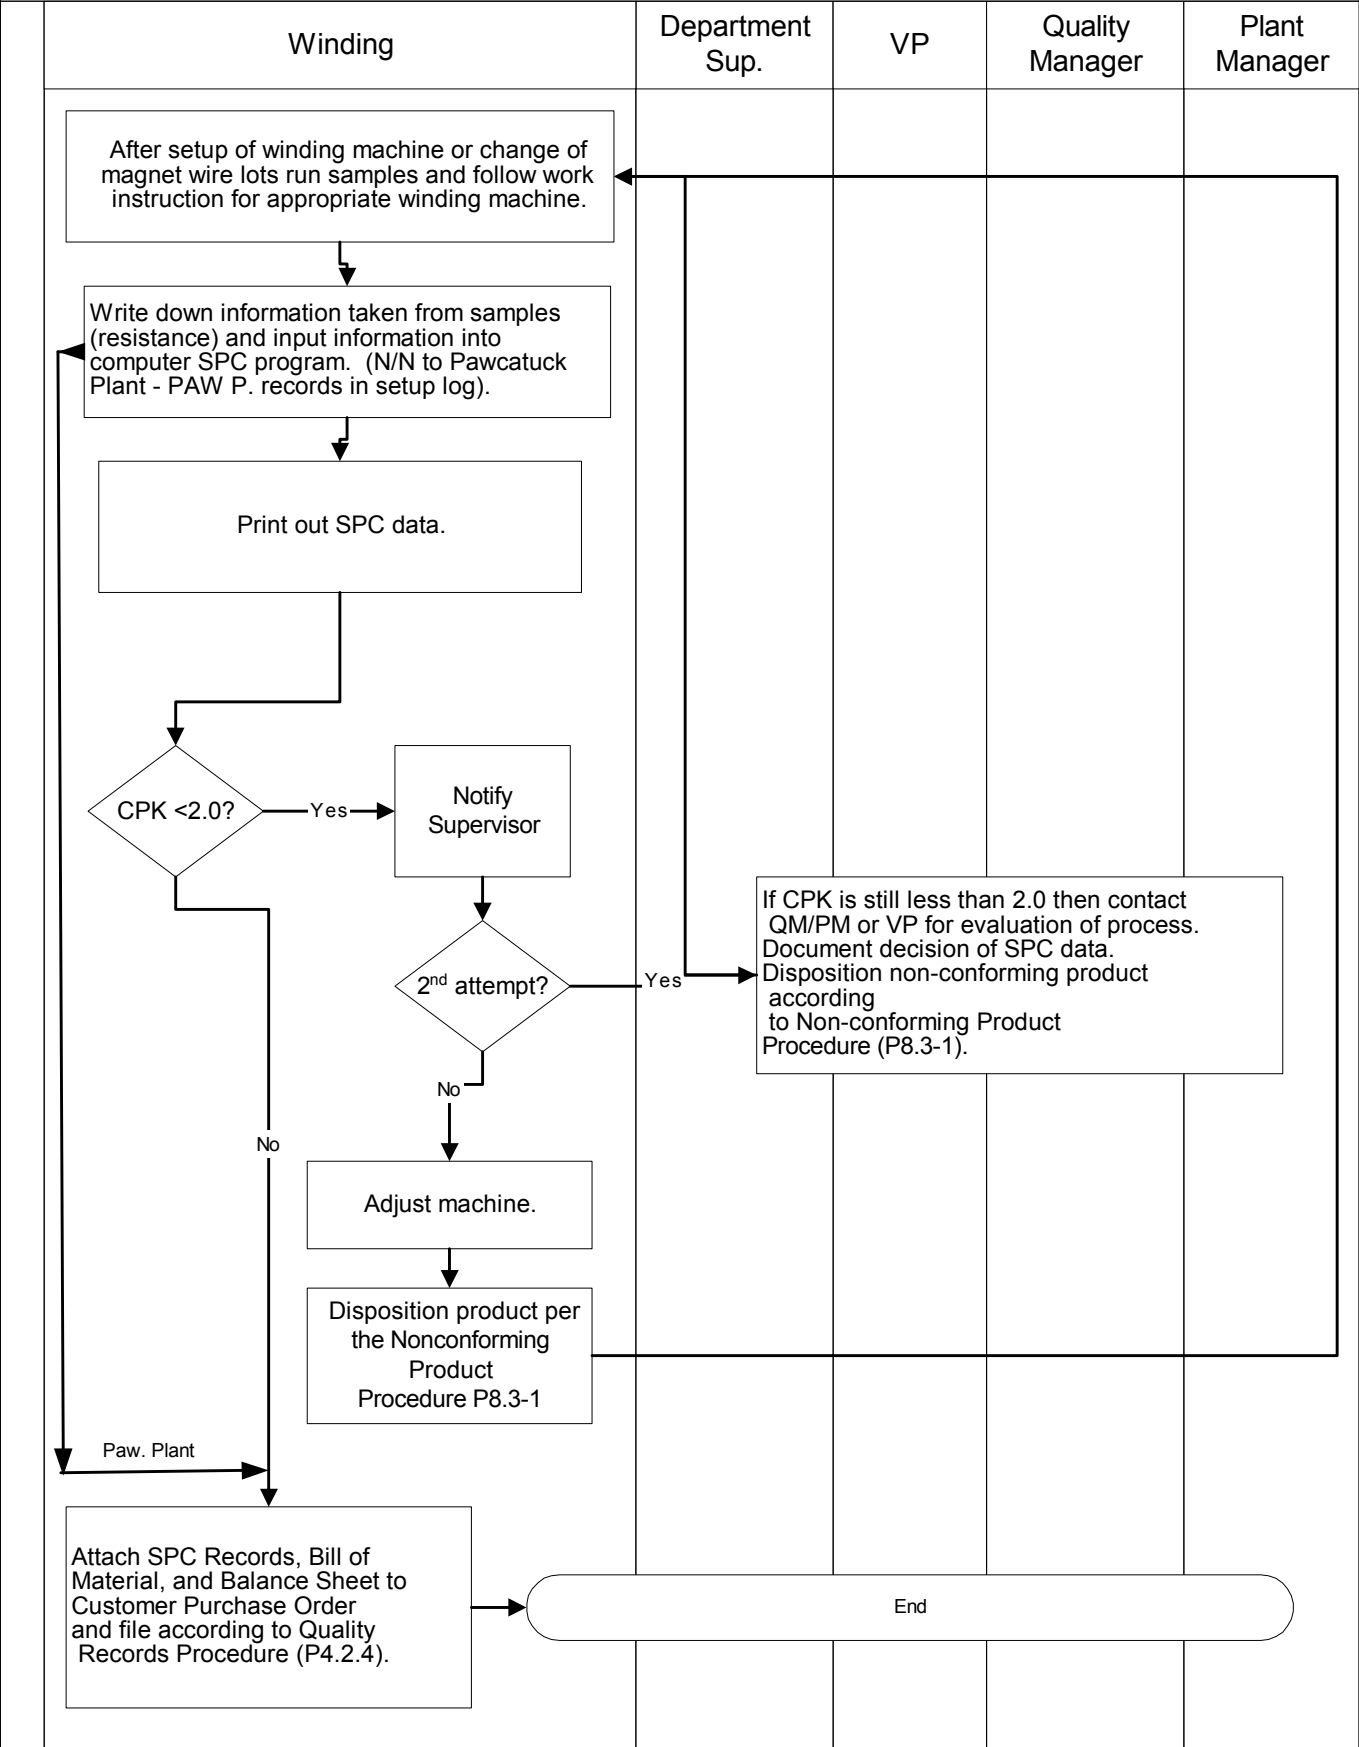 Winding
Department
Sup.
VP
Quality
Manager
Plant
Manager
After setup of winding machine or change of
magnet wire lots run samples and follow work
instruction for appropriate winding machine.
Write down information taken from samples
(resistance) and input information into
computer SPC program.  (N/N to Pawcatuck
Plant - PAW P. records in setup log).
Print out SPC data.
CPK <2.0?
Yes
Notify
Supervisor
If CPK is still less than 2.0 then contact
QM/PM or VP for evaluation of process.
Document decision of SPC data.
Disposition non-conforming product
according
to Non-conforming Product
Procedure (P8.3-1).
2nd attempt?
Yes
No
No
Adjust machine.
Disposition product per
the Nonconforming
Product
Procedure P8.3-1
Paw. Plant
Attach SPC Records, Bill of
Material, and Balance Sheet to
Customer Purchase Order
and file according to Quality
Records Procedure (P4.2.4).
End